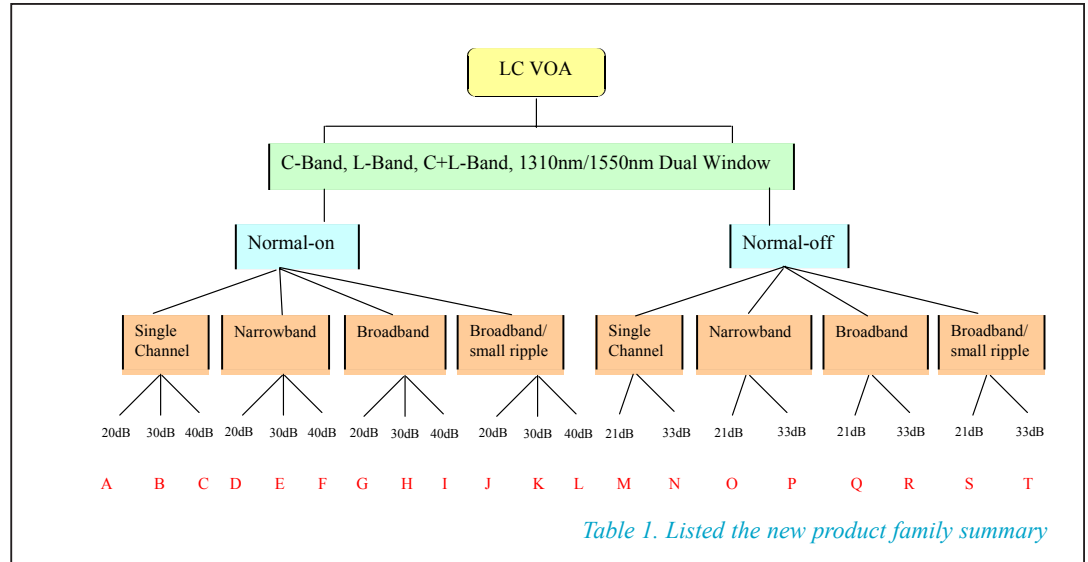 LC VOA
C-Band, L-Band, C+L-Band, 1310nm/1550nm Dual Window
Normal-on Normal-off
Single Channel Narrowband Broadband Broadband/ small ripple Single Channel Narrowband Broadband Broadband/ small ripple
20dB 30dB 40dB 20dB 30dB 40dB 20dB 30dB 40dB 20dB 30dB 40dB 21dB 33dB 21dB 33dB 21dB 33dB 21dB 33dB
A B C D E F G H I J K L M N O P Q R S T
Table 1. Listed the new product family summary